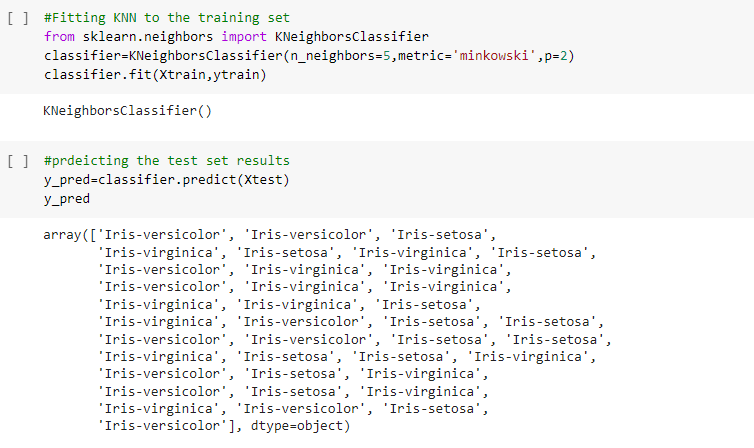 [ ] #Fitting KNN to the training set
from sklearn.neighbors import KNeighborsClassifier
classifier=KNeighborsClassifier(n_neighbors=5,metric='minkowski',p=2)
classifier.fit(Xtrain,ytrain)
KNeighborsClassifier()
[ ] #prdeicting the test set results
y_pred=classifier.predict(Xtest)
y_pred
array(['Iris-versicolor', 'Iris-versicolor', 'Iris-setosa',
'Iris-virginica', 'Iris-setosa', 'Iris-virginica', 'Iris-setosa',
'Iris-versicolor', 'Iris-virginica', 'Iris-virginica',
'Iris-versicolor', 'Iris-virginica', 'Iris-virginica',
'Iris-virginica', 'Iris-virginica', 'Iris-setosa',
'Iris-virginica', 'Iris-versicolor', 'Iris-setosa', 'Iris-setosa',
'Iris-versicolor', 'Iris-versicolor', 'Iris-setosa', 'Iris-setosa',
'Iris-virginica', 'Iris-setosa', 'Iris-setosa', 'Iris-virginica',
'Iris-versicolor', 'Iris-setosa', 'Iris-virginica',
'Iris-versicolor', 'Iris-setosa', 'Iris-virginica',
'Iris-virginica', 'Iris-versicolor', 'Iris-setosa',
'Iris-versicolor'], dtype=object)